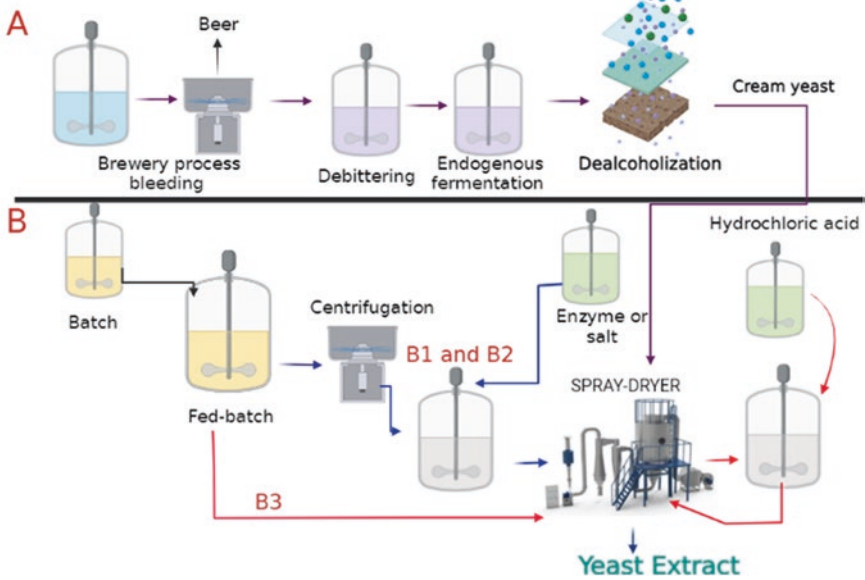 A
Beer
Cream yeast
Brewery process
bleeding
Debittering
Endogenous
fermentation
Dealcoholization
B
Hydrochloric acid
Batch
Centrifugation
Enzyme or
salt
B1 and B2
SPRAY-DRYER
Fed-batch
B3
Yeast Extract